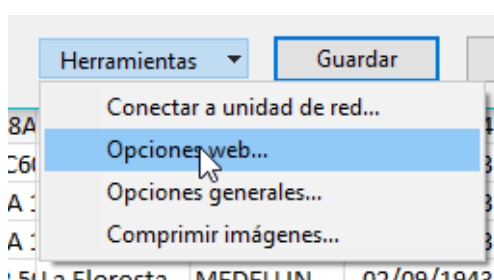 Herramientas Guardar
Conectar a unidad de red...
Opciones web...
Opciones generales...
Comprimir imágenes...
La Floresta MEDELLIN 02/09/1943